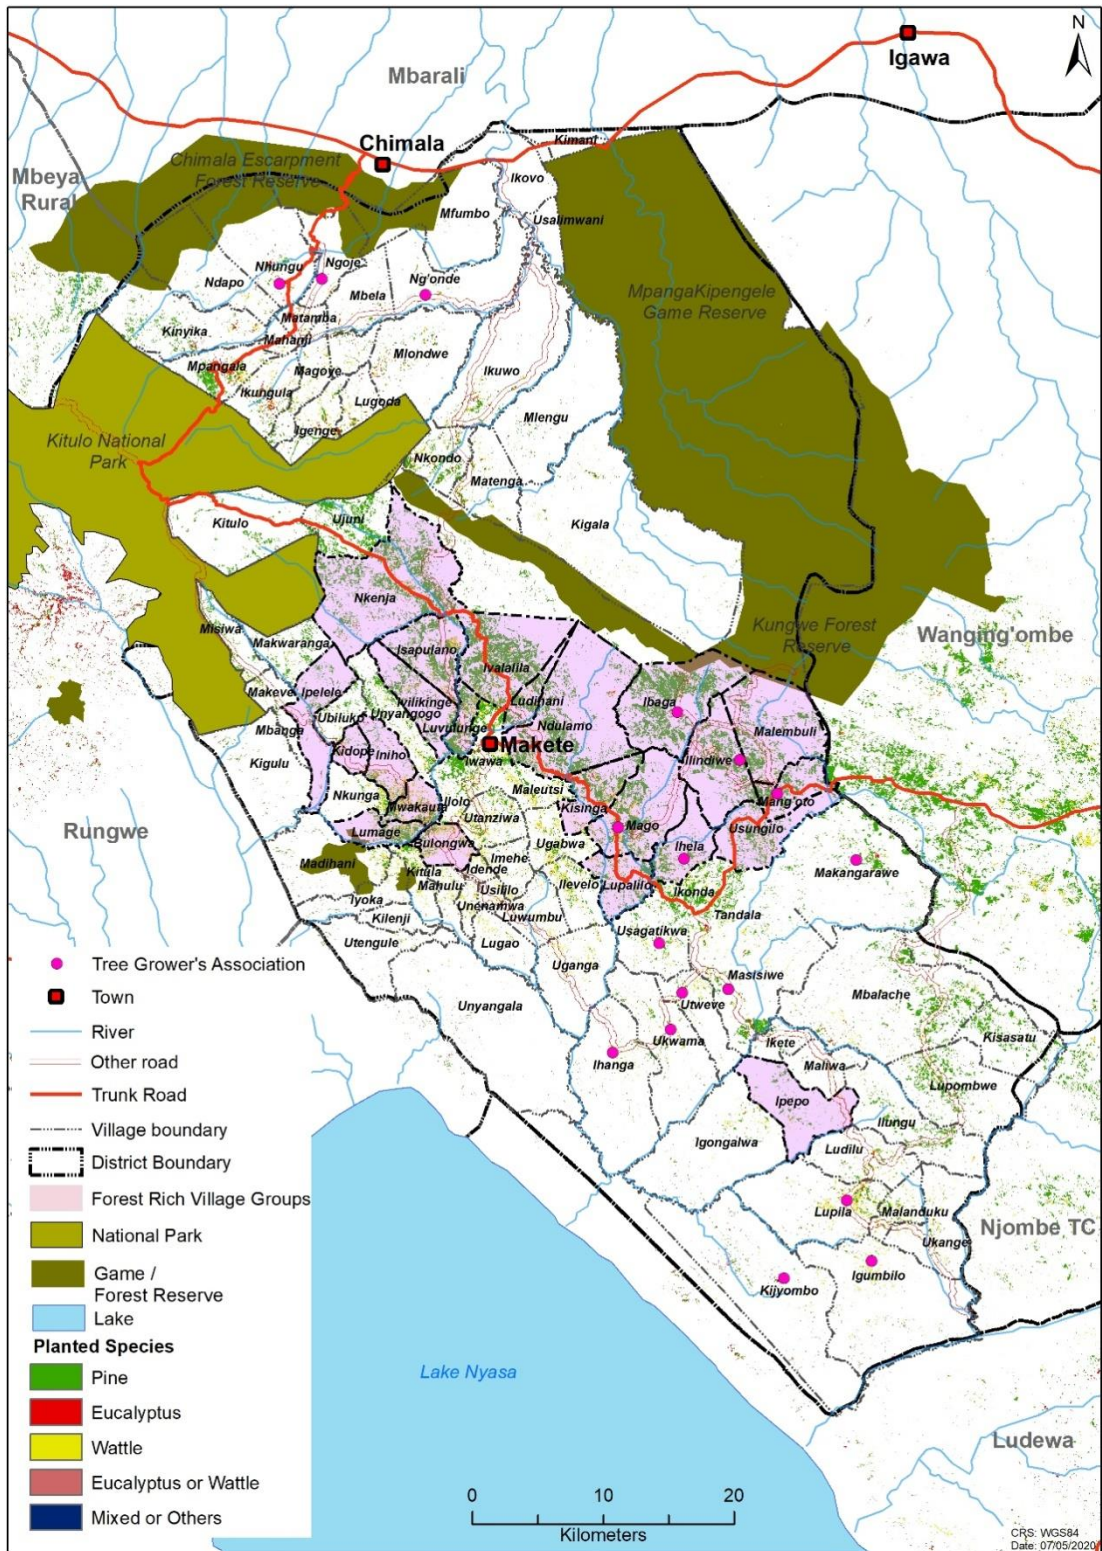 N
Igawa
Mbarali
Chimala
Kimani
Chimala Escarpment
Forest Reserve
Mbeya
Rural
Ikovo
Mfumbo
Usalimwani
Nhungu
Ngoje
Ndapo
Ng'onde
Mbela
MpangaKipengele
Game Reserve
Matamba
Kinyika
Mahanji
Mlondwe
Mpangala
Magoye
Ikuwo
Ikungula
Lugoda
Mlengu
Igenge
Kitulo National
Park
Nkondo
Matenga
Kitulo
Ujuni
Kigala
Nkenja
Misiwa
Kungwe Forest
Reserve
Wanging'ombe
Makwaranga
Isapulano
Ivalalila
Makeve
Ipelele
Ivilikinge
Ludihani
Ibaga
Ubiluko
Unyangogo
Mbanga
Luvulunge
Ndulamo
Malembuli
Kidope
Iniho
Makete
Iwawa
Illindiwe
Kigulu
Nkunga
Maleutsi
Mang'oto
Mwakauta
Ilolo
Kisinga
Rungwe
Lumage
Utanziwa
Mago
Usungilo
Bulongwa
Ugabwa
Ihela
Madihani
Imehe
Makangarawe
Kitula
Idende
Mahulu
Usililo
Ilevelo
Lupalilo
Ikonda
Iyoka
Unenamwa
Kilenji
Luwumbu
Tandala
Utengule
Lugao
Usagatikwa
Uganga
Masisiwe
Unyangala
Utweve
Mbalache
Ukwama
Ikete
Kisasatu
Ihanga
Maliwa
Lupombwe
Ipepo
Ilungu
Igongalwa
Ludilu
Lupila
Malanduku
Ukange
Njombe TC
Igumbilo
Kijyombo
Lake Nyasa
Ludewa
Tree Grower's Association
Town
River
Other road
Trunk Road
Village boundary
District Boundary
Forest Rich Village Groups
National Park
Game /
Forest Reserve
Lake
Planted Species
Pine
Eucalyptus
Wattle
Eucalyptus or Wattle
Mixed or Others
0 10 20
Kilometers
CRS: WGS84
Date: 07/05/2020